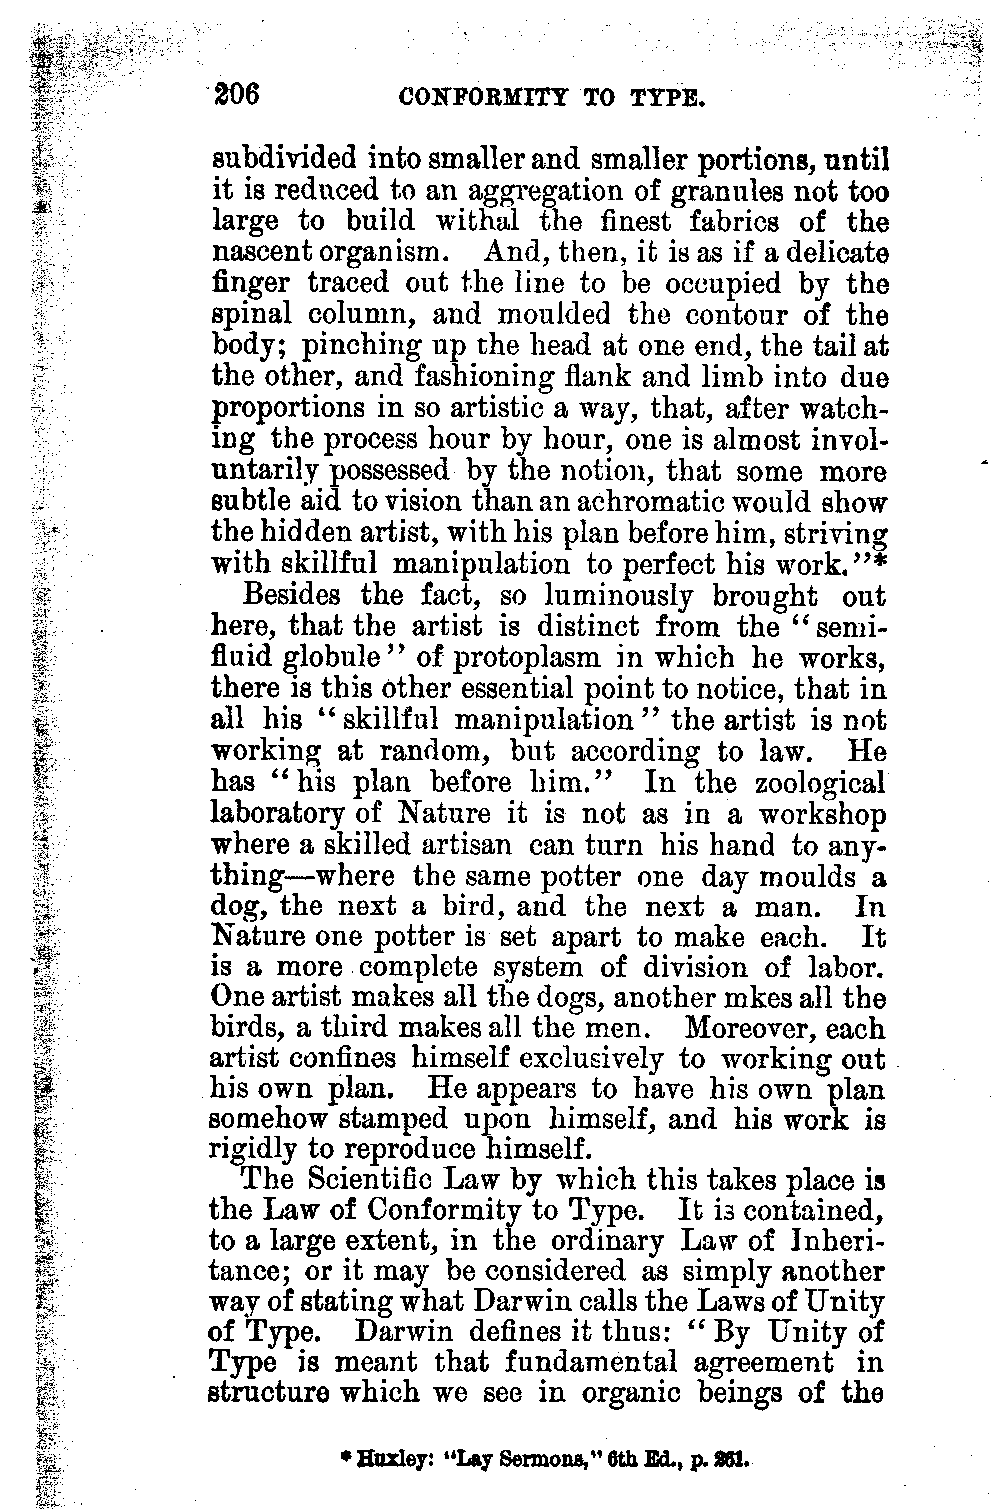 206 CONFORMITY TO TYPE.
subdivided into smaller and smaller portions, until
it is reduced to an aggregation of granules not too
large to build withal the finest fabrics of the
nascent organism. And, then, it is as if a delicate
finger traced out the line to be occupied by the
spinal column, and moulded the contour of the
body; pinching up the head at one end, the tail at
the other, and fashioning flank and limb into due
proportions in so artistic a way, that, after watch-
ing the process hour by hour, one is almost invol-
untarily possessed by the notion, that some more
subtle aid to vision than an achromatic would show
the hidden artist, with his plan before him, striving
with skillful manipulation to perfect his work."*
Besides the fact, so luminously brought out
here, that the artist is distinct from the "semi-
fluid globule" of protoplasm in which he works,
there is this other essential point to notice, that in
all his "skillful manipulation" the artist is not
working at random, but according to law. He
has "his plan before him." In the zoological
laboratory of Nature it is not as in a workshop
where a skilled artisan can turn his hand to any-
thing—where the same potter one day moulds a
dog, the next a bird, and the next a man. In
Nature one potter is set apart to make each. It
is a more complete system of division of labor.
One artist makes all the dogs, another mkes all the
birds, a third makes all the men. Moreover, each
artist confines himself exclusively to working out
his own plan. He appears to have his own plan
somehow stamped upon himself, and his work is
rigidly to reproduce himself.
The Scientific Law by which this takes place is
the Law of Conformity to Type. It is contained,
to a large extent, in the ordinary Law of Inheri-
tance; or it may be considered as simply another
way of stating what Darwin calls the Laws of Unity
of Type. Darwin defines it thus: "By Unity of
Type is meant that fundamental agreement in
structure which we see in organic beings of the
* Huxley: "Lay Sermons," 6th Ed., p. 261.